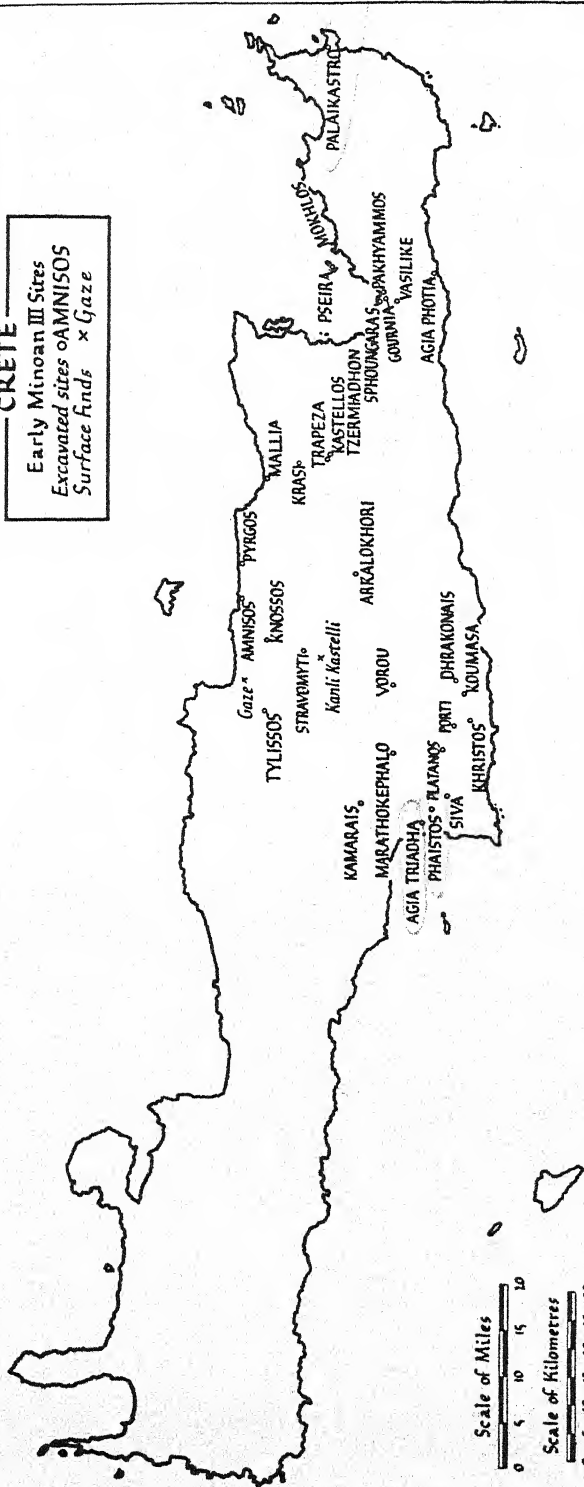 CRETE
Early Minoan III Sites
Excavated sites oAMNISOS
Surface finds × Gaze
PALAIKASTRO
MOKHLOS
PSEIRA
PAKHYAMMOS
SPHOUNGARAS
GOURNIA
VASILIKE
AGIA PHOTIA
MALLIA
KRASI
TRAPEZA
KASTELLOS
TZERMIADHON
PYRGOS
AMNISOS
KNOSSOS
Gaze
TYLISSOS
STRAVOMYTI
Kanli Kastelli
ARKALOKHORI
VOROU
KAMARAIS
MARATHOKEPHALO
AGIA TRIADHA
PHAISTOS
PLATANOS
PORTI
DHRAKONAIS
KOUMASA
SIVA
KHRISTOS
Scale of Miles
0 5 10 15 20
Scale of Kilometres